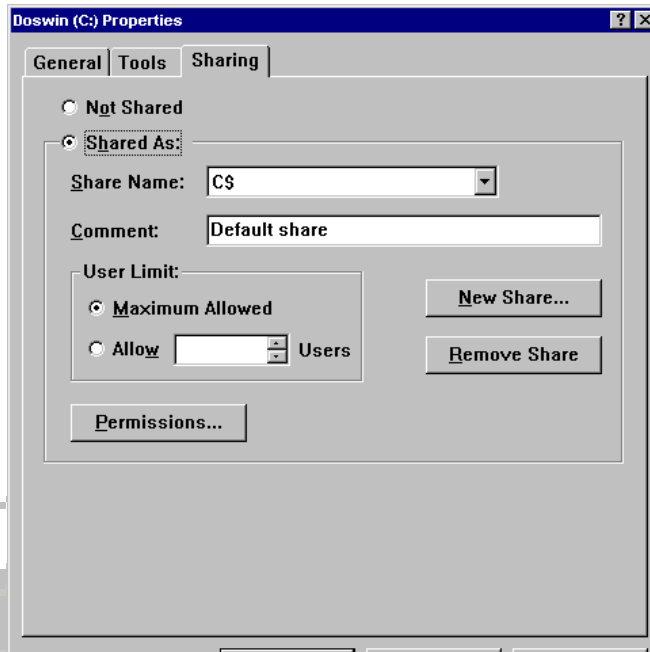 Doswin (C:) Properties
General Tools Sharing
Not Shared
Shared As:
Share Name: C$
Comment: Default share
User Limit:
Maximum Allowed
New Share...
Allow Users
Remove Share
Permissions...